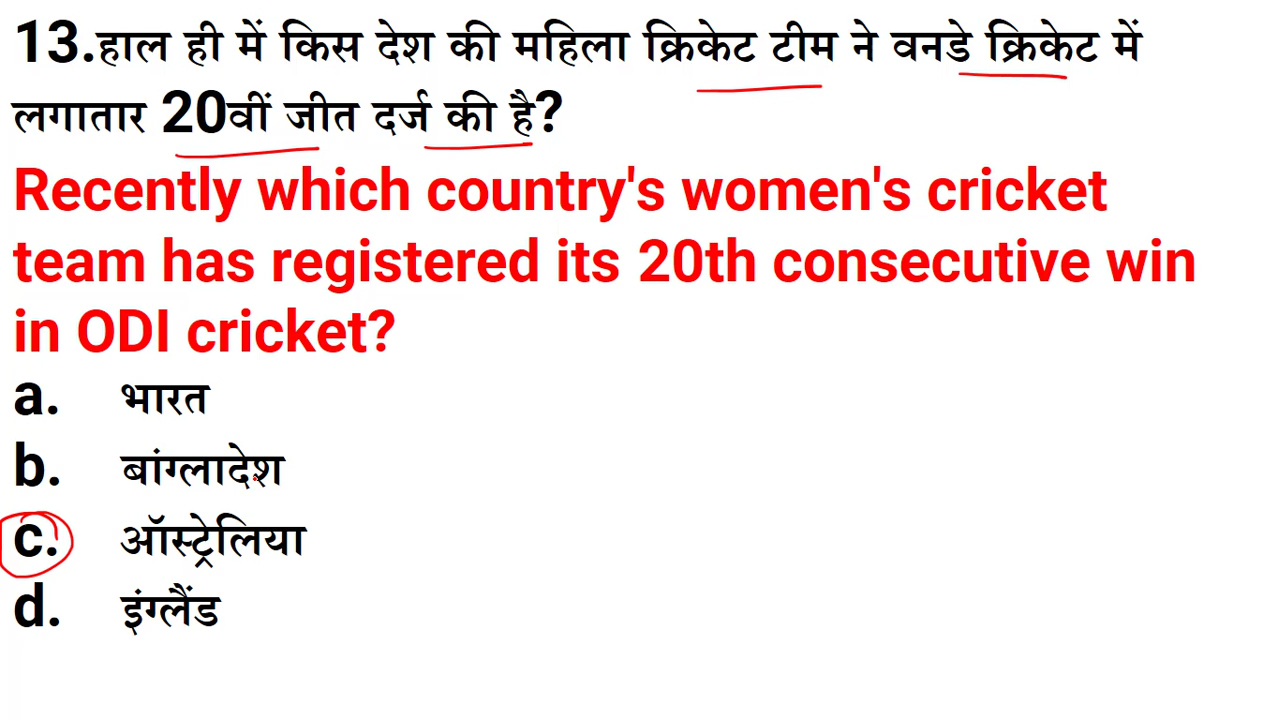 13.हाल ही में किस देश की महिला क्रिकेट टीम ने वनडे क्रिकेट में
लगातार 20वीं जीत दर्ज की है?
Recently which country's women's cricket
team has registered its 20th consecutive win
in ODI cricket?
a. भारत
b. बांग्लादेश
c. ऑस्ट्रेलिया
d. इंग्लैंड